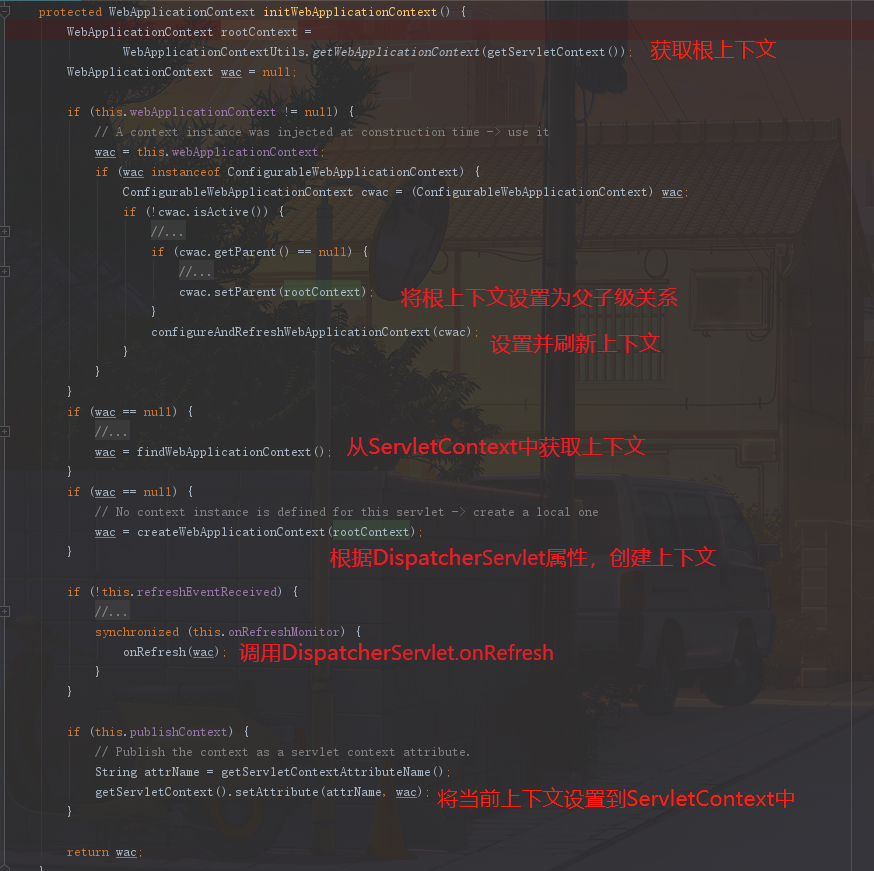 protected WebApplicationContext initWebApplicationContext() {
WebApplicationContext rootContext =
WebApplicationContextUtils.getWebApplicationContext(getServletContext()); 获取根上下文
WebApplicationContext wac = null;
if (this.webApplicationContext != null) {
// A context instance was injected at construction time -> use it
wac = this.webApplicationContext;
if (wac instanceof ConfigurableWebApplicationContext) {
ConfigurableWebApplicationContext cwac = (ConfigurableWebApplicationContext) wac;
if (!cwac.isActive()) {
//...
if (cwac.getParent() == null) {
//...
cwac.setParent(rootContext); 将根上下文设置为父子级关系
}
configureAndRefreshWebApplicationContext(cwac); 设置并刷新上下文
}
}
}
if (wac == null) {
//...
wac = findWebApplicationContext(); 从ServletContext中获取上下文
}
if (wac == null) {
// No context instance is defined for this servlet -> create a local one
wac = createWebApplicationContext(rootContext);
} 根据DispatcherServlet属性，创建上下文
if (!this.refreshEventReceived) {
//...
synchronized (this.onRefreshMonitor) {
onRefresh(wac); 调用DispatcherServlet.onRefresh
}
}
if (this.publishContext) {
// Publish the context as a servlet context attribute.
String attrName = getServletContextAttributeName();
getServletContext().setAttribute(attrName, wac); 将当前上下文设置到ServletContext中
}
return wac;